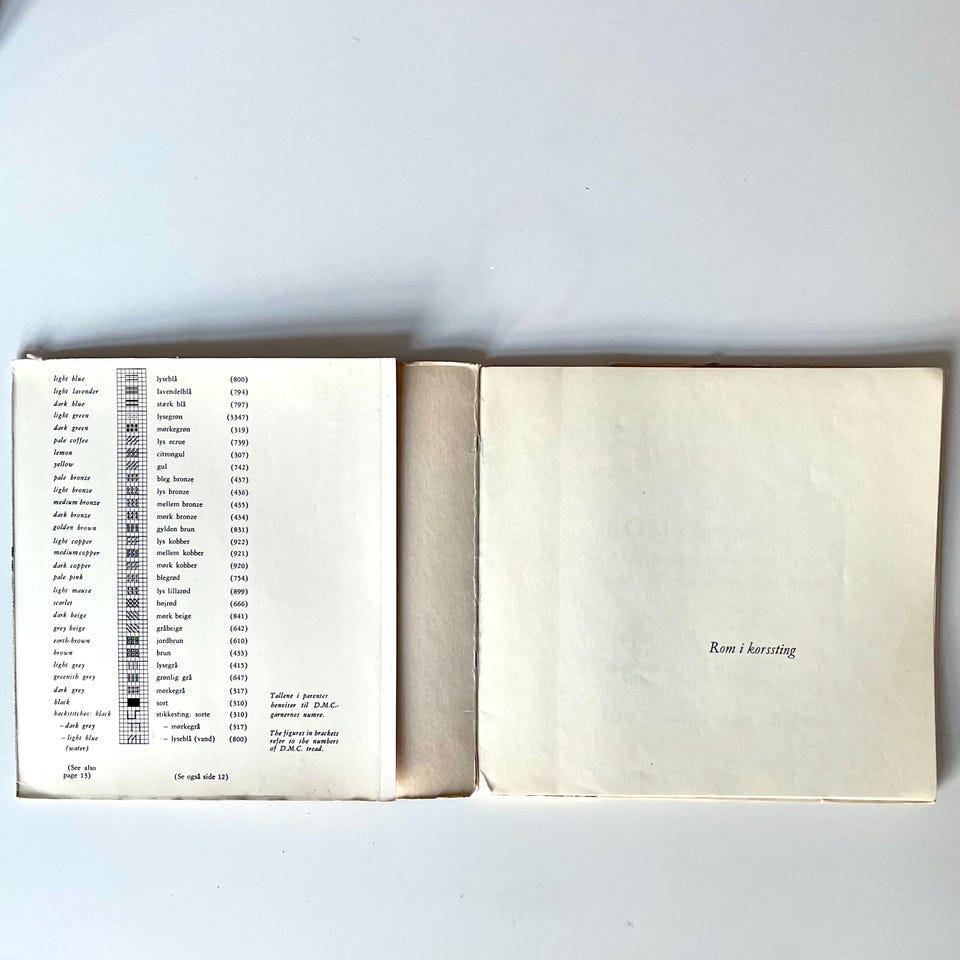 light blue lyseblå (800)
light lavender lavendelblå (794)
dark blue stærk blå (797)
light green lysegrøn (3347)
dark green mørkegrøn (319)
pale coffee lys ecrue (739)
lemon citrongul (307)
yellow gul (742)
pale bronze bleg bronze (437)
light bronze lys bronze (436)
medium bronze mellem bronze (435)
dark bronze mørk bronze (434)
golden brown gylden brun (831)
light copper lys kobber (922)
medium copper mellem kobber (921)
dark copper mørk kobber (920)
pale pink blegrød (754)
light mauve lys lillarød (899)
scarlet højrød (666)
dark beige mørk beige (841)
grey beige gråbeige (642)
earth-brown jordbrun (610)
brown brun (433)
light grey lysegrå (415)
greenish grey grønlig grå (647)
dark grey mørkegrå (317)
black sort (310)
backstitches: black stikkesting: sorte (310)
–dark grey – mørkegrå (317)
–light blue – lyseblå (vand) (800)
(water)
(See also
page 13)
(Se også side 12)
Tallene i parentes
henviser til D.M.C.-
garnernes numre.
The figures in brackets
refer to the numbers
of D.M.C. tread.
Rom i korssting